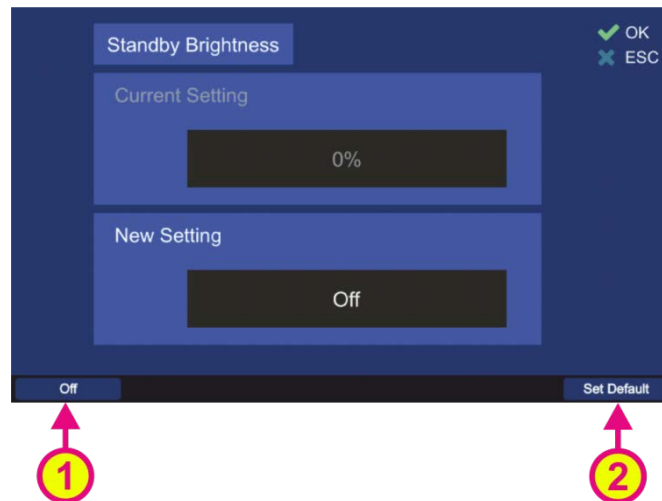 Standby Brightness
OK
ESC
Current Setting
0%
New Setting
Off
Off
Set Default
1
2